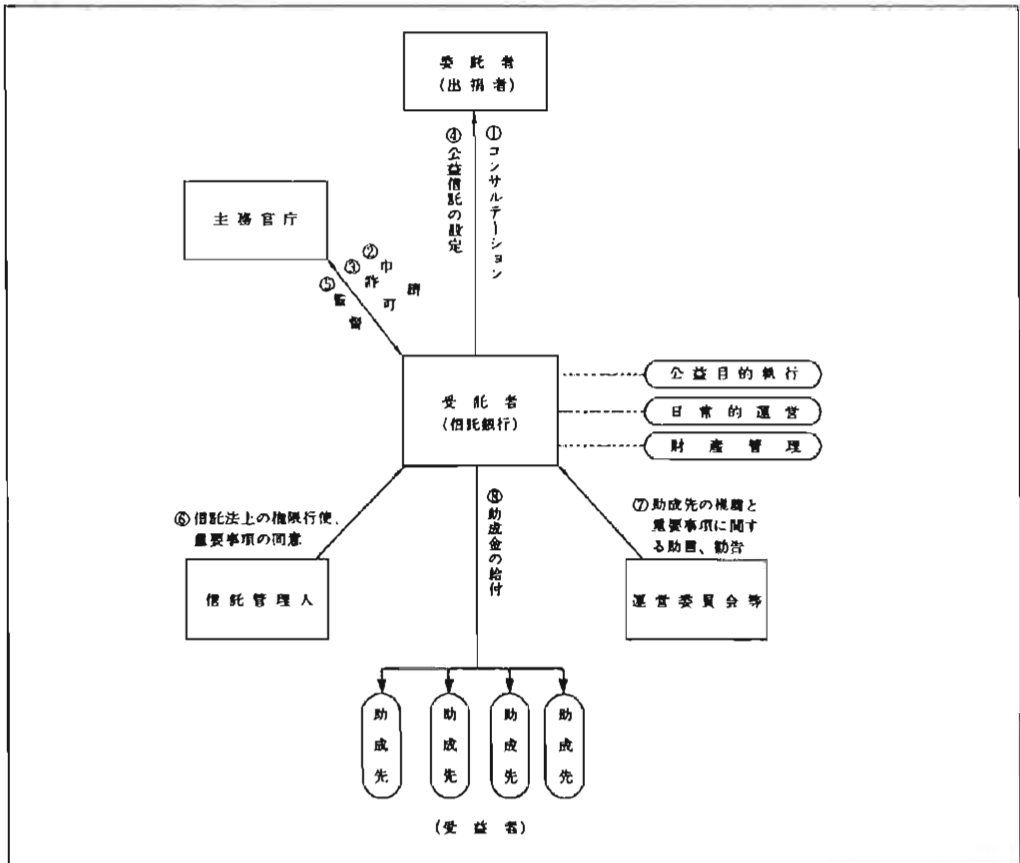 委託者
(出捐者)
①コンサルテーション
④公益信託の設定
主務官庁
②申請
③許可
⑤監督
受託者
(信託銀行)
公益目的執行
日常的運営
財産管理
⑥信託法上の権限行使、
重要事項の同意
⑧助成金の給付
⑦助成先の推薦と
重要事項に関す
る助言、勧告
信託管理人
運営委員会等
助成先
助成先
助成先
助成先
(受益者)